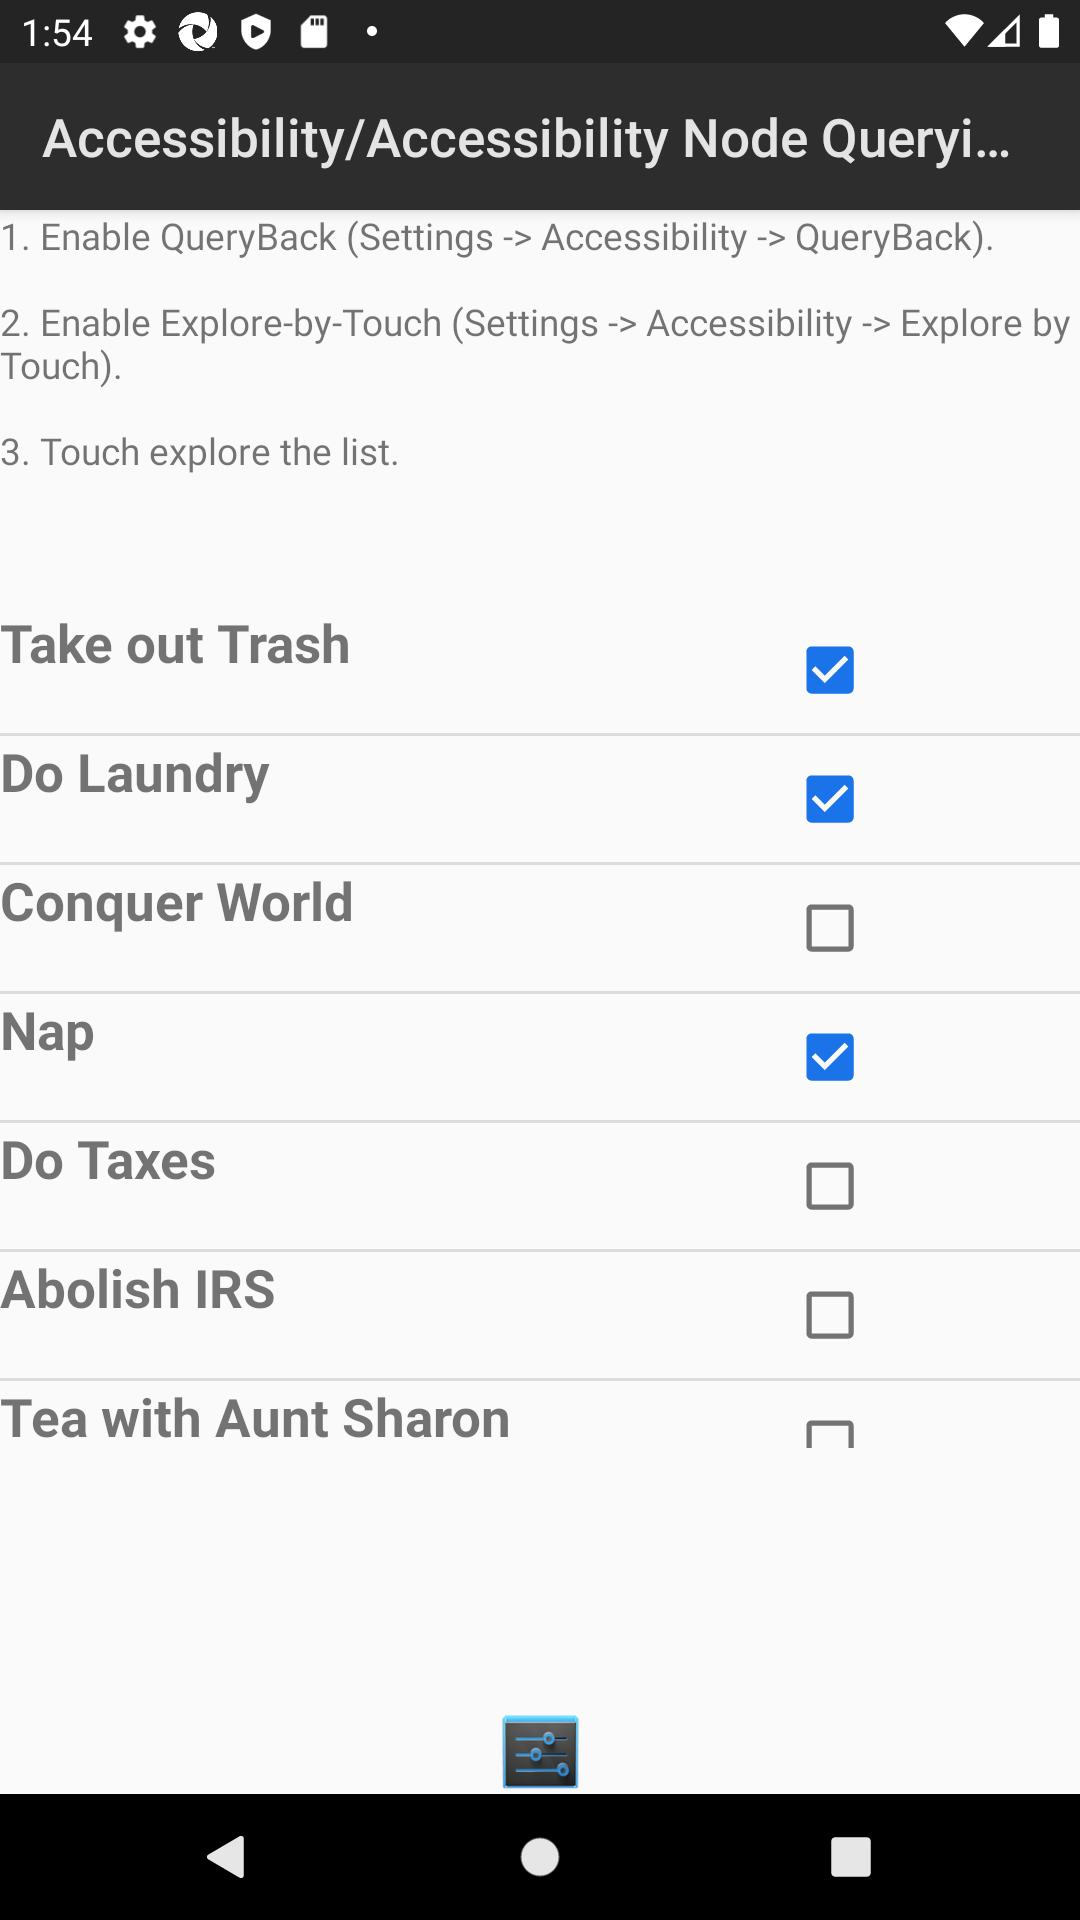 1:54
Accessibility/Accessibility Node Queryi…
1. Enable QueryBack (Settings -> Accessibility -> QueryBack).
2. Enable Explore-by-Touch (Settings -> Accessibility -> Explore by
Touch).
3. Touch explore the list.
Take out Trash
Do Laundry
Conquer World
Nap
Do Taxes
Abolish IRS
Tea with Aunt Sharon